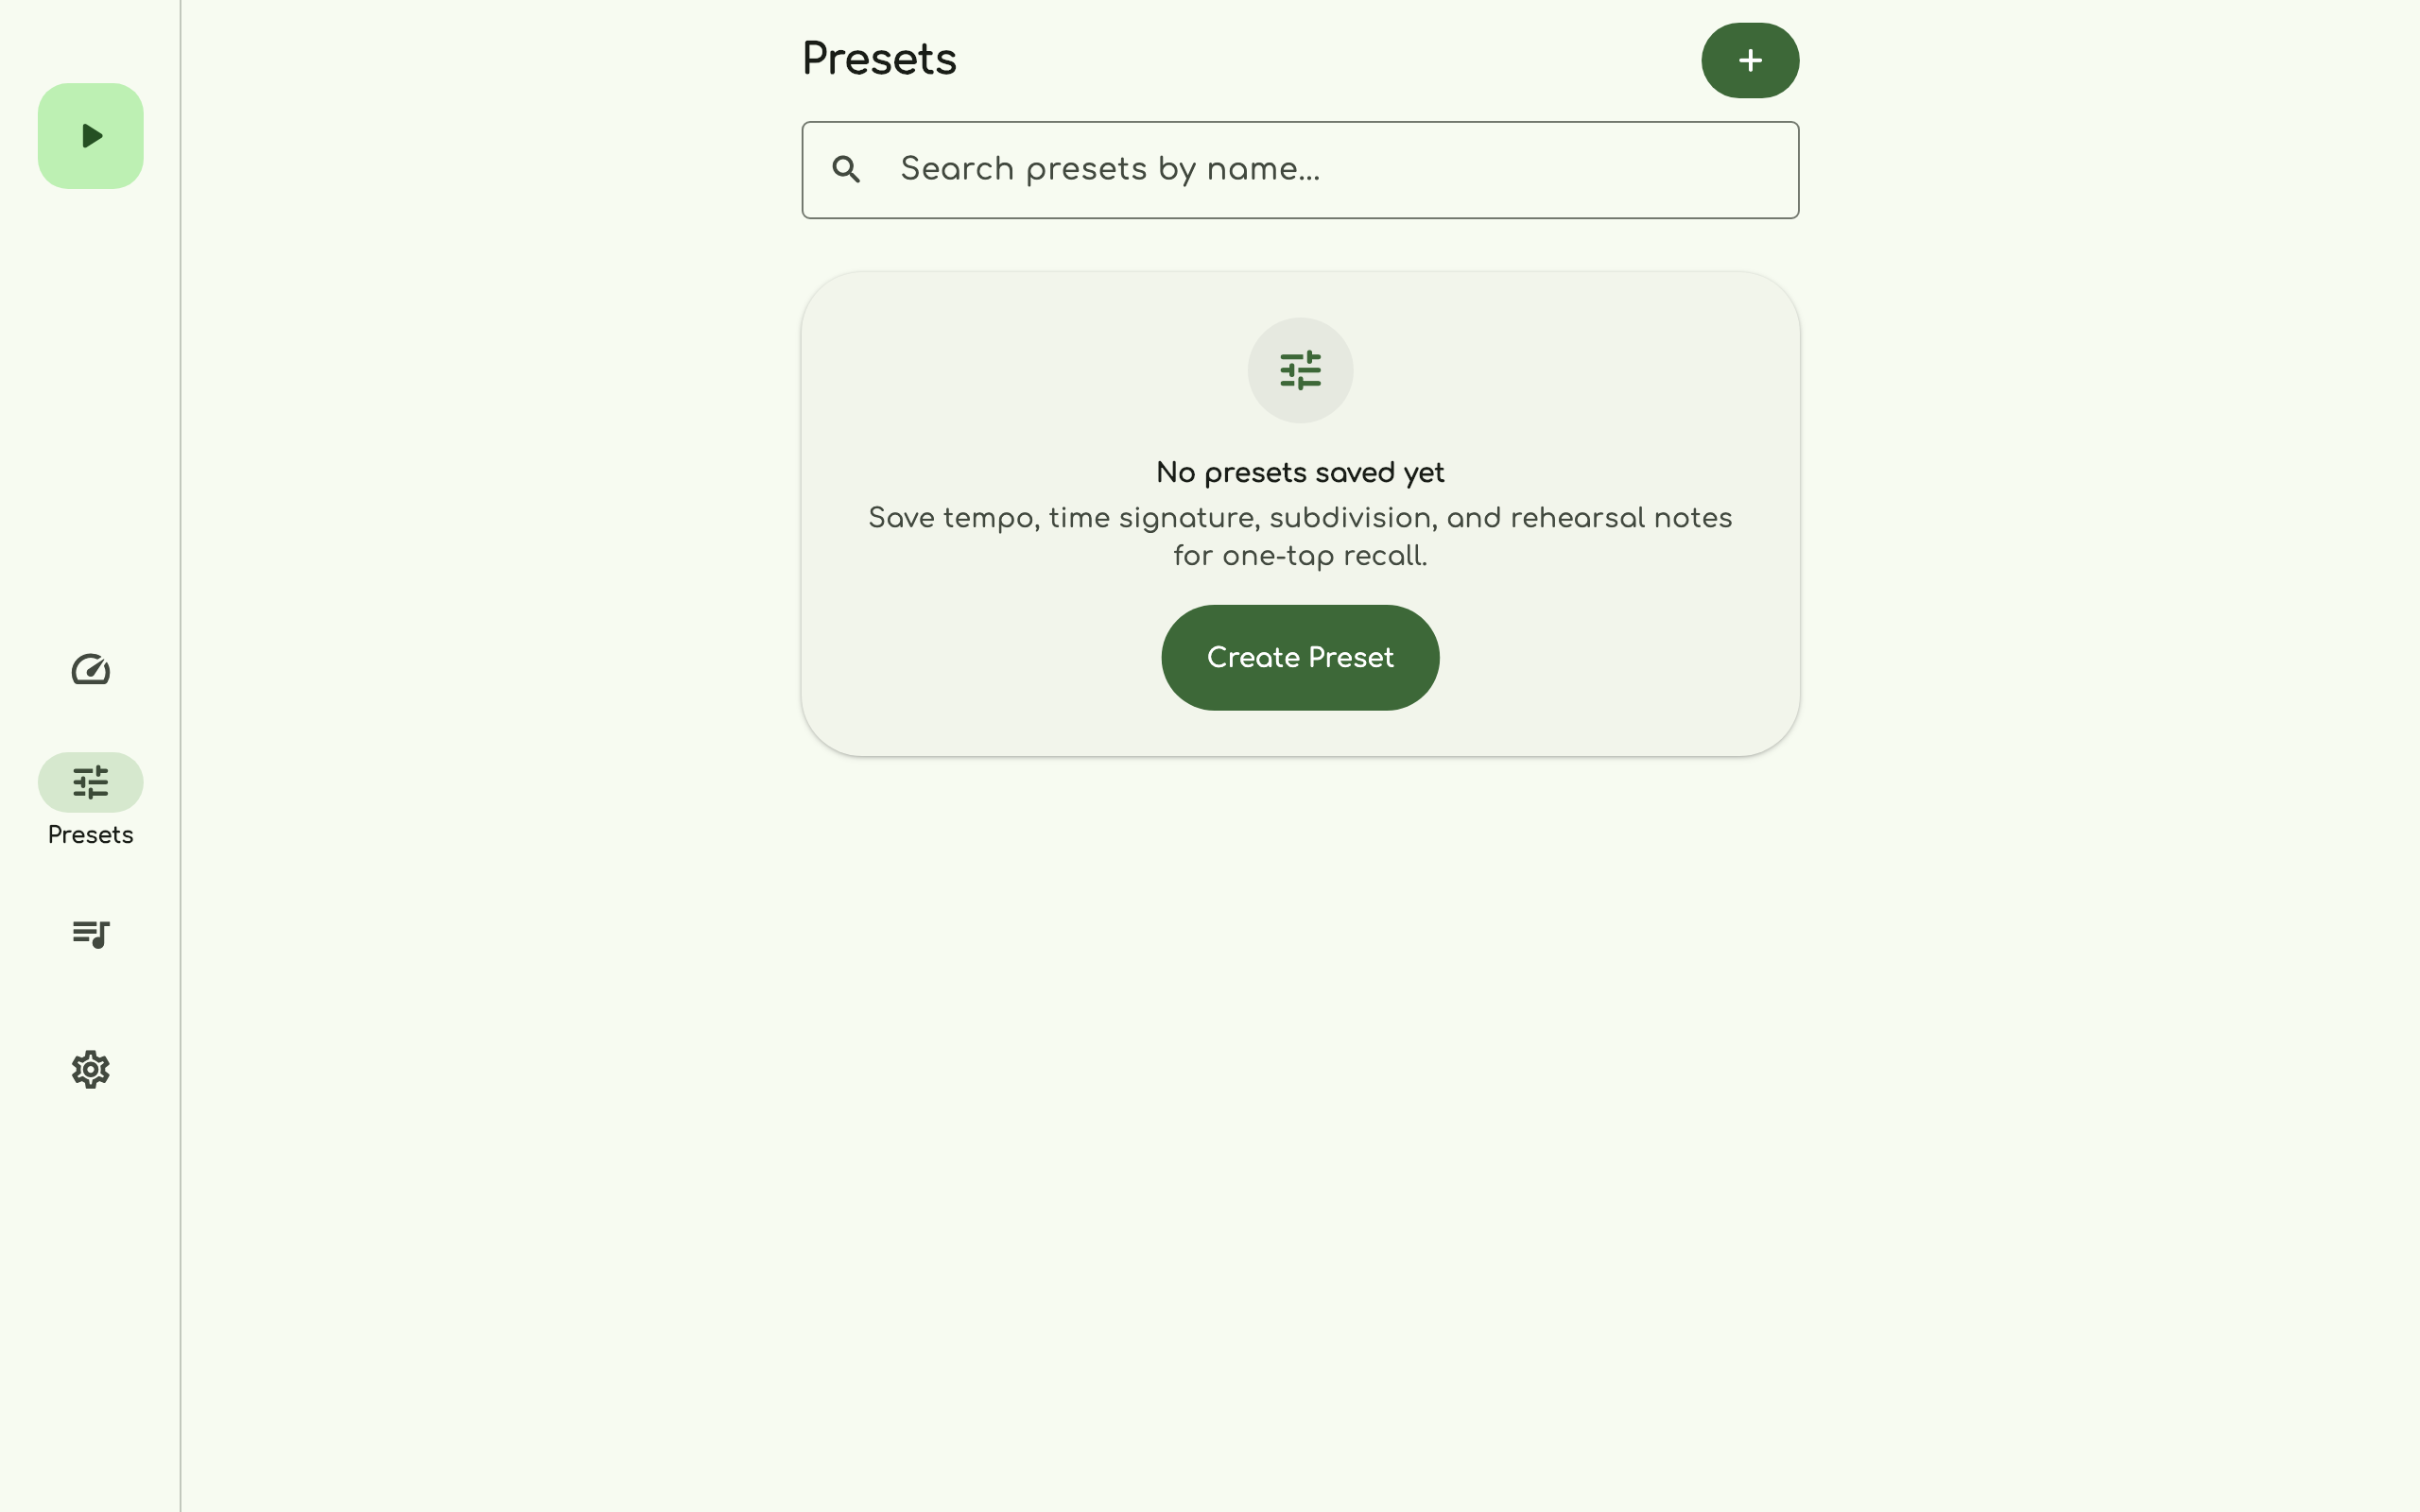 Presets
Search presets by name...
No presets saved yet
Save tempo, time signature, subdivision, and rehearsal notes
for one-tap recall.
Create Preset
Presets